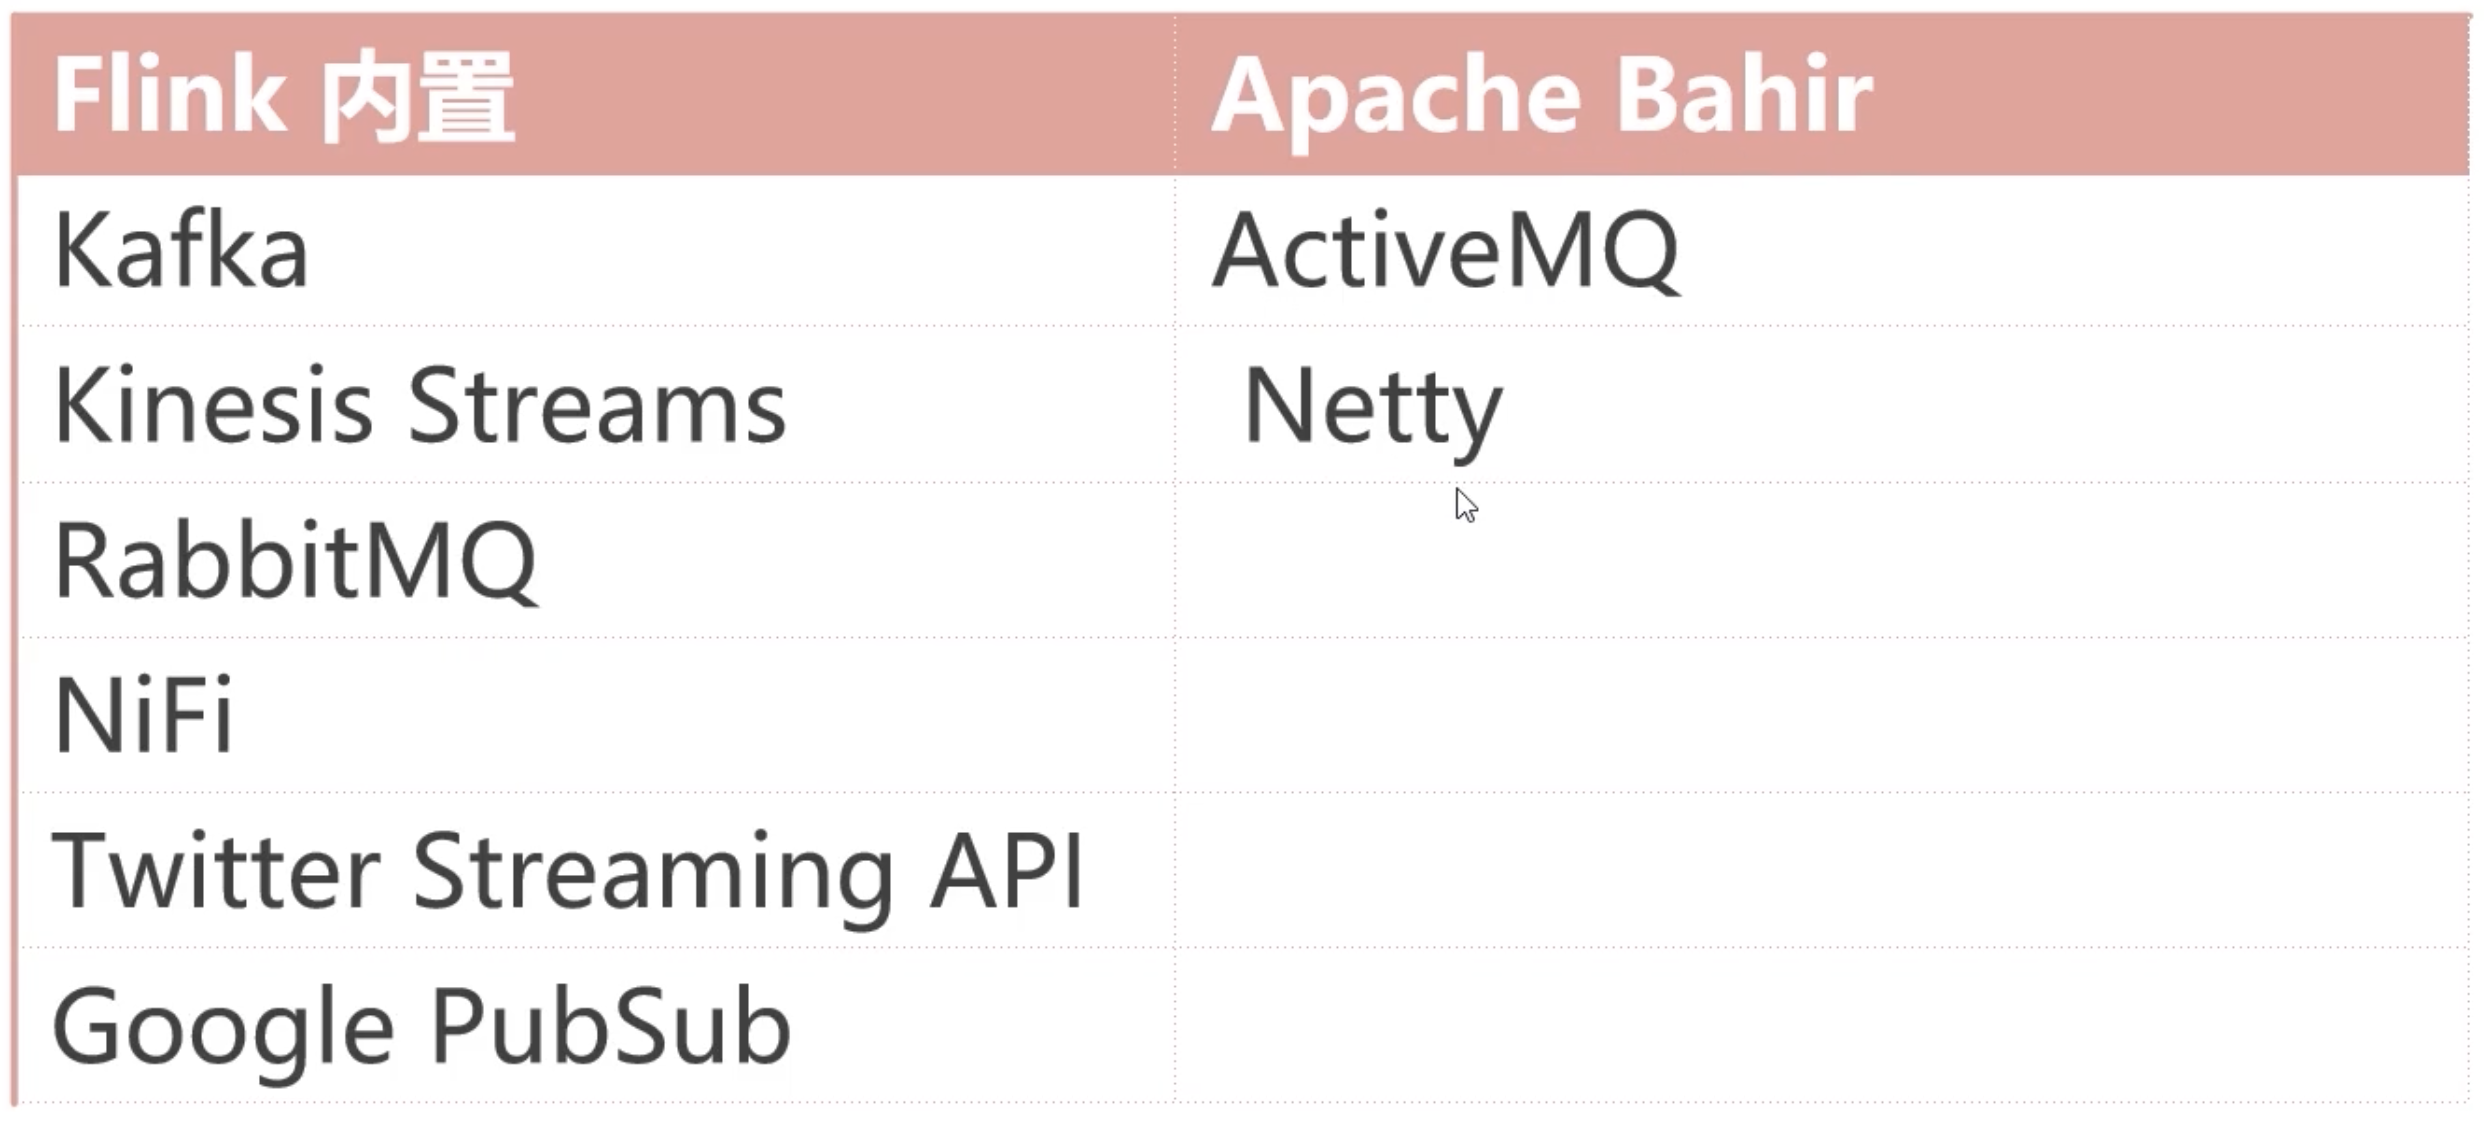 Flink 内置 Apache Bahir
Kafka ActiveMQ
Kinesis Streams Netty
RabbitMQ
NiFi
Twitter Streaming API
Google PubSub